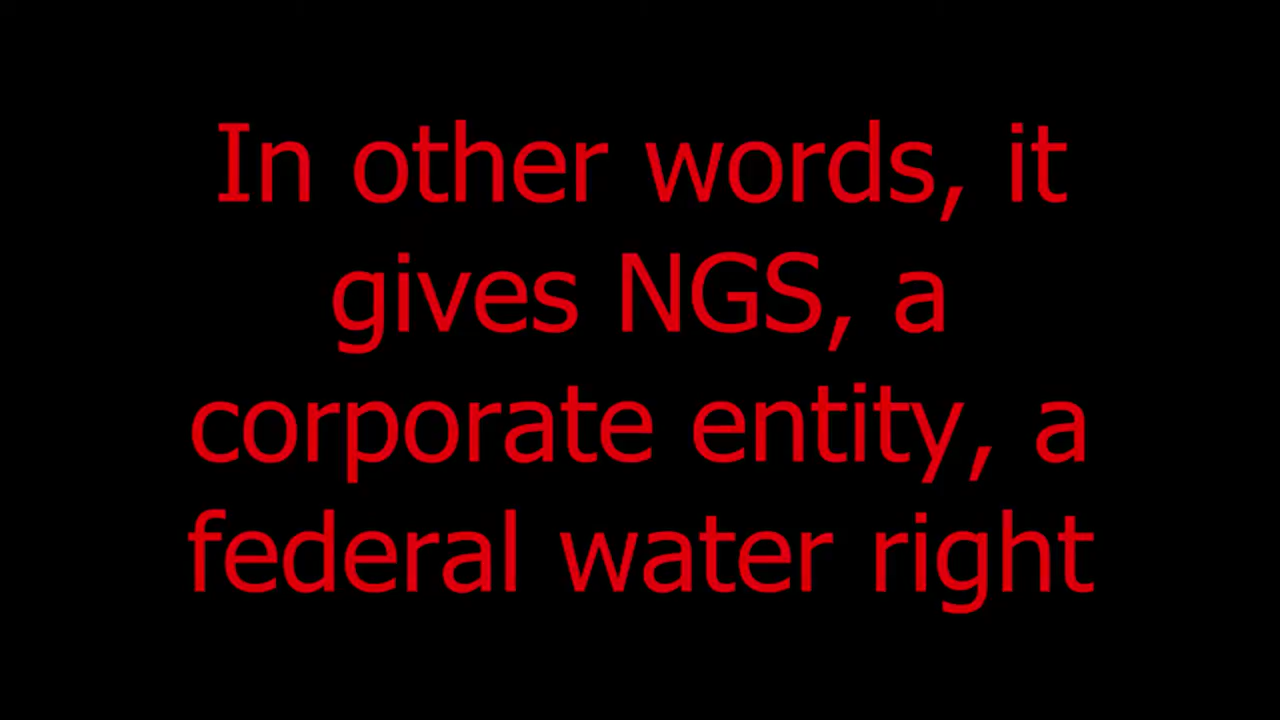 In other words, it
gives NGS, a
corporate entity, a
federal water right